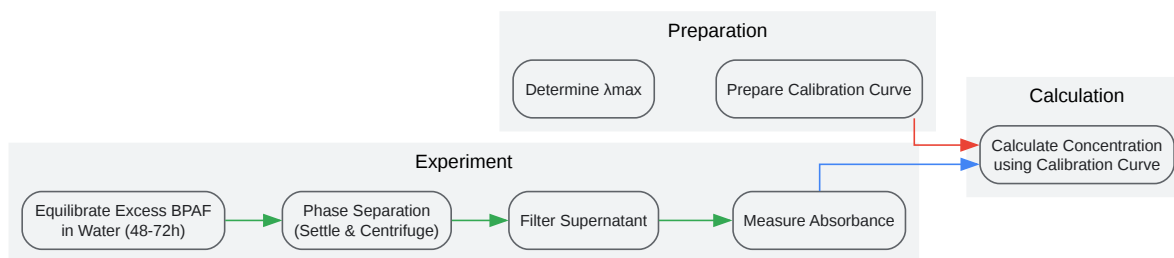 Preparation
Determine λmax
Prepare Calibration Curve
Calculation
Calculate Concentration
using Calibration Curve
Experiment
Equilibrate Excess BPAF
in Water (48-72h)
Phase Separation
(Settle & Centrifuge)
Filter Supernatant
Measure Absorbance